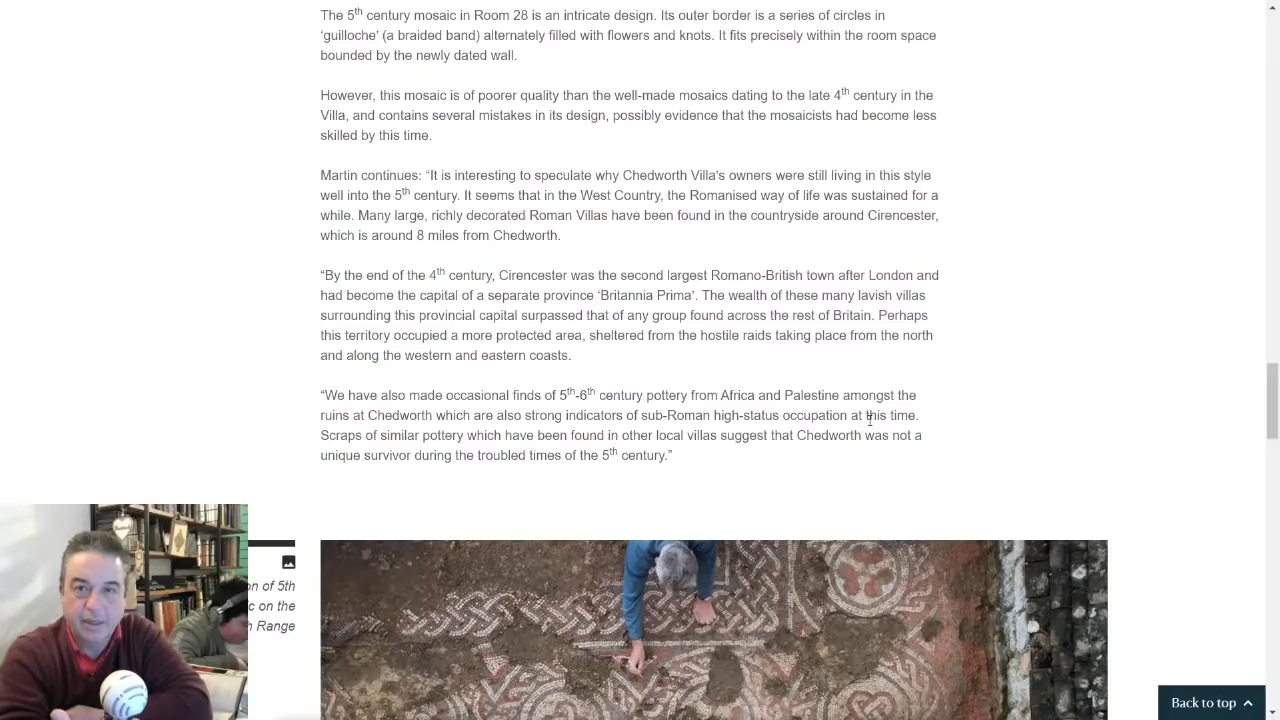 The 5th century mosaic in Room 28 is an intricate design. Its outer border is a series of circles in
‘guilloche’ (a braided band) alternately filled with flowers and knots. It fits precisely within the room space
bounded by the newly dated wall.
However, this mosaic is of poorer quality than the well-made mosaics dating to the late 4th century in the
Villa, and contains several mistakes in its design, possibly evidence that the mosaicists had become less
skilled by this time.
Martin continues: “It is interesting to speculate why Chedworth Villa's owners were still living in this style
well into the 5th century. It seems that in the West Country, the Romanised way of life was sustained for a
while. Many large, richly decorated Roman Villas have been found in the countryside around Cirencester,
which is around 8 miles from Chedworth.
“By the end of the 4th century, Cirencester was the second largest Romano-British town after London and
had become the capital of a separate province ‘Britannia Prima’. The wealth of these many lavish villas
surrounding this provincial capital surpassed that of any group found across the rest of Britain. Perhaps
this territory occupied a more protected area, sheltered from the hostile raids taking place from the north
and along the western and eastern coasts.
“We have also made occasional finds of 5th-6th century pottery from Africa and Palestine amongst the
ruins at Chedworth which are also strong indicators of sub-Roman high-status occupation at this time.
Scraps of similar pottery which have been found in other local villas suggest that Chedworth was not a
unique survivor during the troubled times of the 5th century.”
on of 5th
c on the
h Range
Back to top